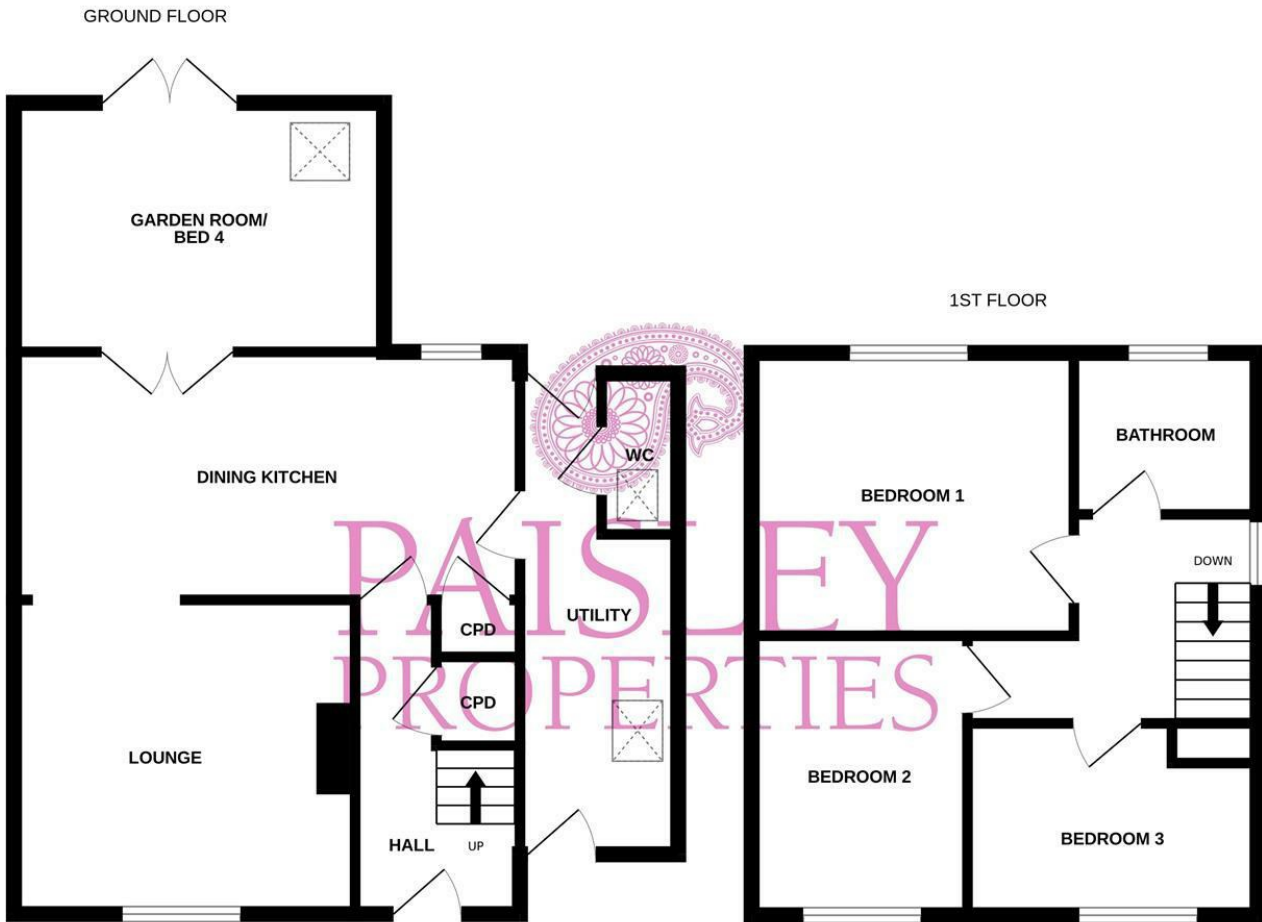 GROUND FLOOR
GARDEN ROOM/
BED 4
1ST FLOOR
DINING KITCHEN
WC
BATHROOM
BEDROOM 1
PAISLEY
PROPERTIES
DOWN
UTILITY
CPD
CPD
LOUNGE
HALL
UP
BEDROOM 2
BEDROOM 3